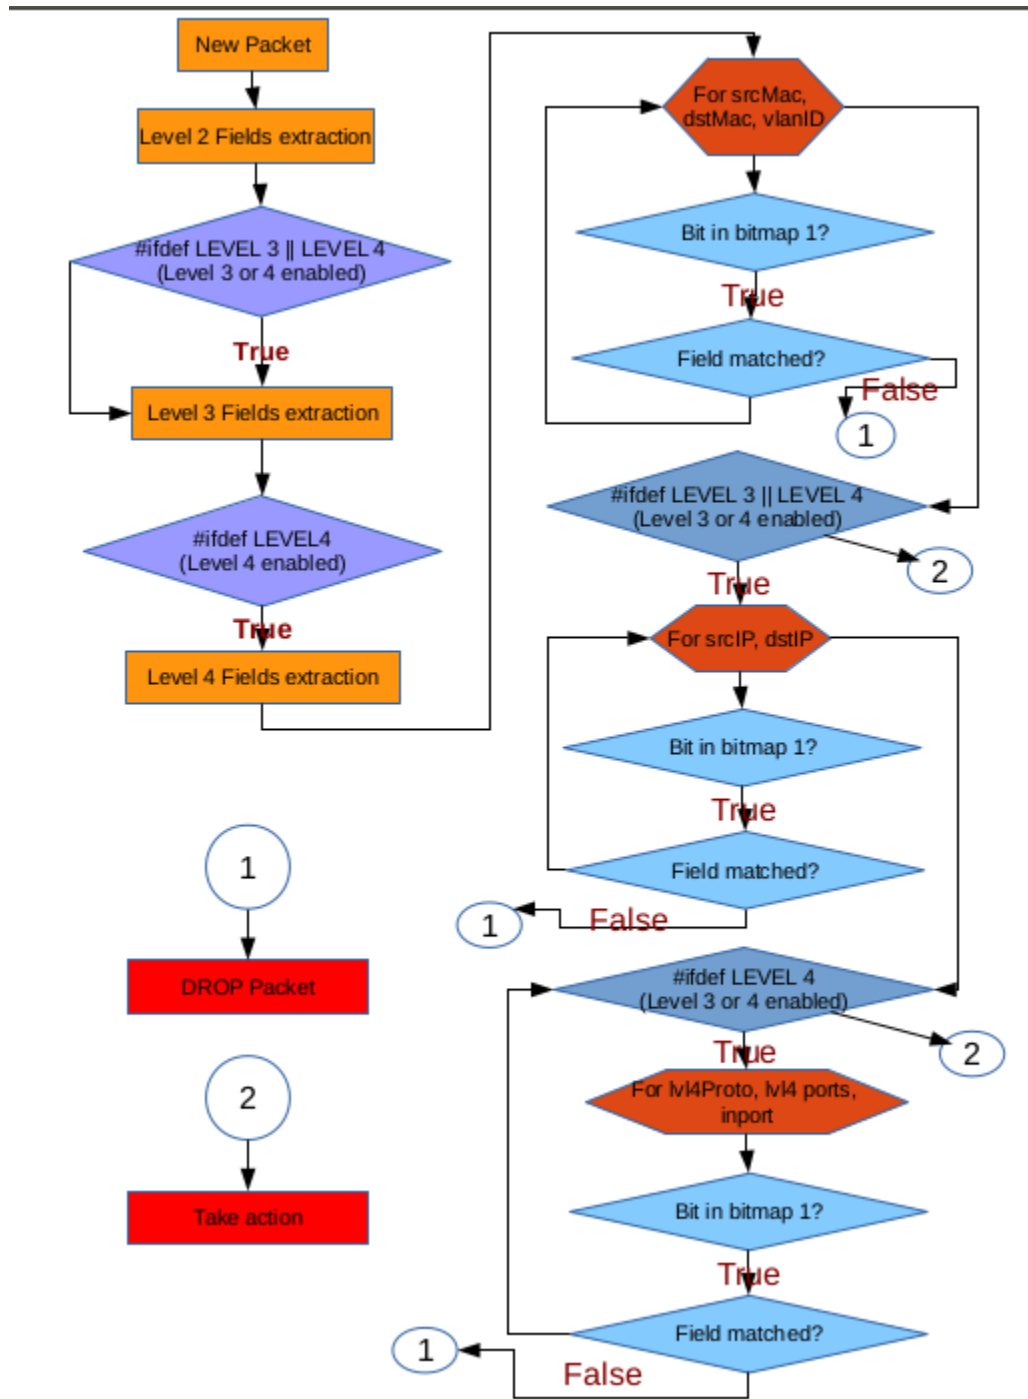 New Packet
Level 2 Fields extraction
#ifdef LEVEL 3 || LEVEL 4
(Level 3 or 4 enabled)
True
Level 3 Fields extraction
#ifdef LEVEL4
(Level 4 enabled)
True
Level 4 Fields extraction
1
DROP Packet
2
Take action
For srcMac,
dstMac, vlanID
Bit in bitmap 1?
True
Field matched?
False
1
#ifdef LEVEL 3 || LEVEL 4
(Level 3 or 4 enabled)
2
True
For srcIP, dstIP
Bit in bitmap 1?
True
Field matched?
False
1
#ifdef LEVEL 4
(Level 3 or 4 enabled)
2
True
For lvl4Proto, lvl4 ports,
inport
Bit in bitmap 1?
True
Field matched?
False
1